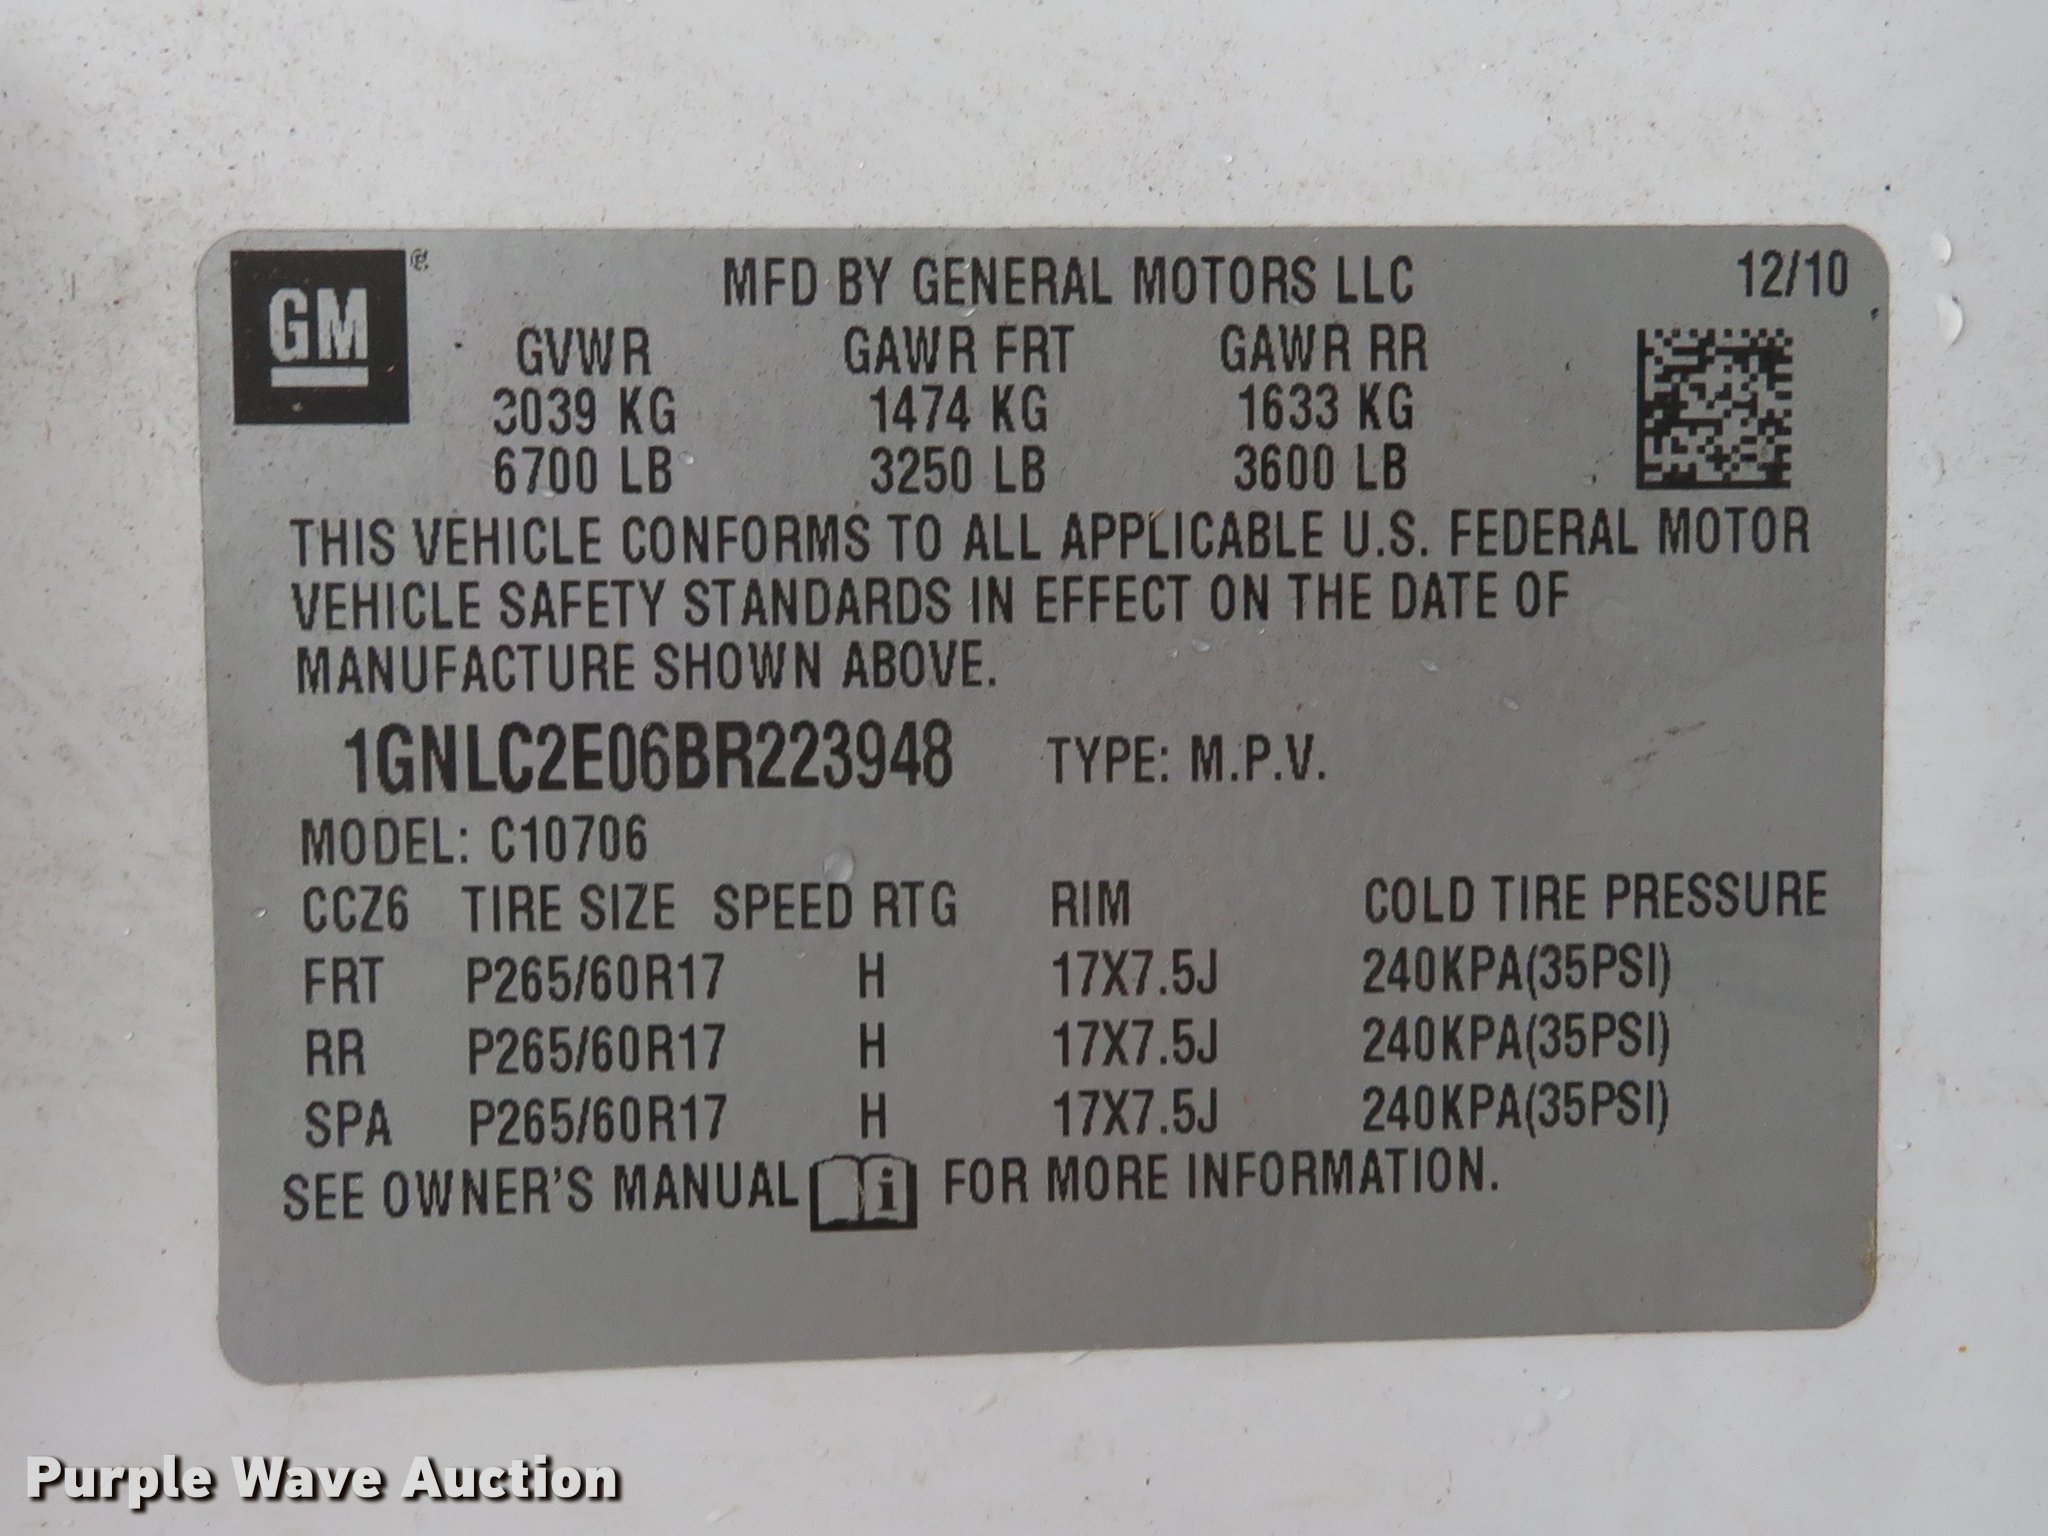 GM ®
MFD BY GENERAL MOTORS LLC 12/10
GVWR GAWR FRT GAWR RR
3039 KG 1474 KG 1633 KG
6700 LB 3250 LB 3600 LB
THIS VEHICLE CONFORMS TO ALL APPLICABLE U.S. FEDERAL MOTOR
VEHICLE SAFETY STANDARDS IN EFFECT ON THE DATE OF
MANUFACTURE SHOWN ABOVE.
1GNLC2E06BR223948 TYPE: M.P.V.
MODEL: C10706
CCZ6 TIRE SIZE SPEED RTG RIM COLD TIRE PRESSURE
FRT P265/60R17 H 17X7.5J 240KPA(35PSI)
RR P265/60R17 H 17X7.5J 240KPA(35PSI)
SPA P265/60R17 H 17X7.5J 240KPA(35PSI)
SEE OWNER'S MANUAL i FOR MORE INFORMATION.
Purple Wave Auction